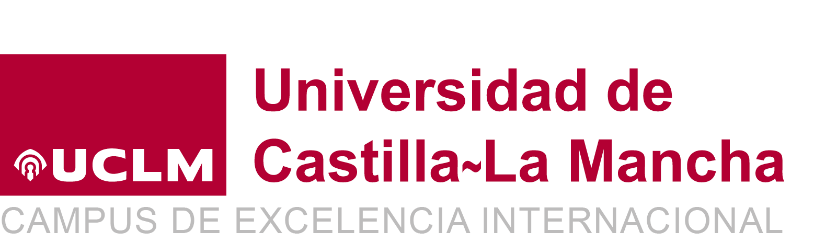 Universidad de
UCLM Castilla~La Mancha
CAMPUS DE EXCELENCIA INTERNACIONAL